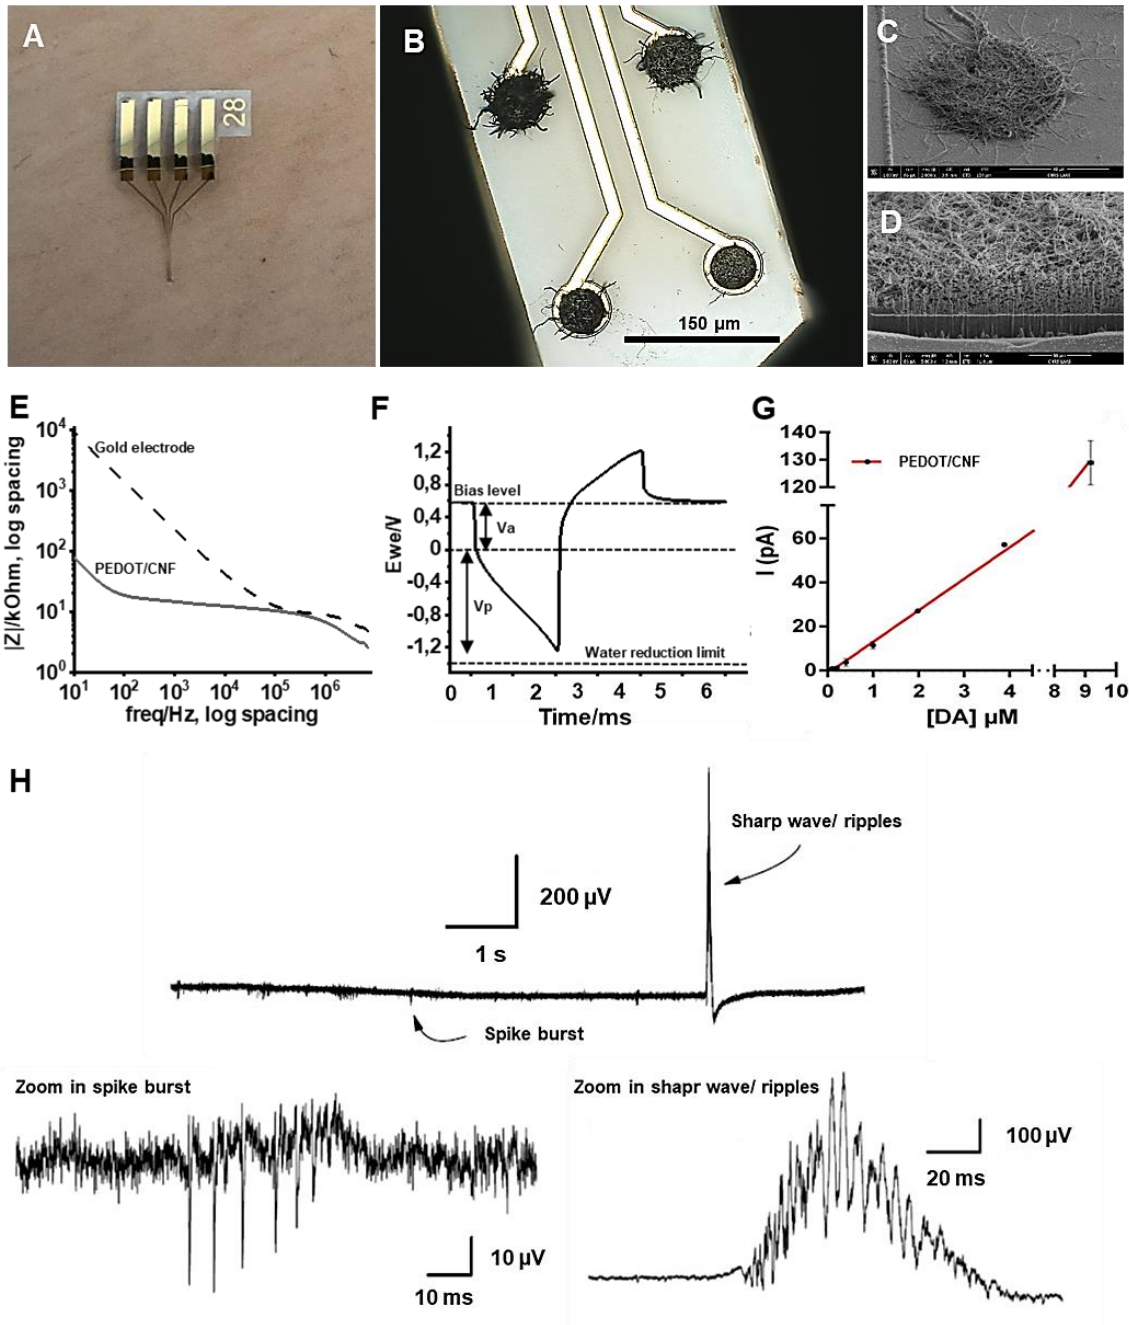 A
28
B
150 µm
C
D
E
10⁴
10³
10²
10¹
10⁰
|Z|/kOhm, log spacing
Gold electrode
PEDOT/CNF
10¹ 10² 10³ 10⁴ 10⁵ 10⁶
freq/Hz, log spacing
F
1,2
0,8
0,4
0
-0,4
-0,8
-1,2
Ewe/V
Bias level
Va
Vp
Water reduction limit
0 1 2 3 4 5 6
Time/ms
G
140
130
120
60
40
20
0
I (pA)
PEDOT/CNF
0 1 2 3 4 8 9 10
[DA] µM
H
Sharp wave/ ripples
200 µV
1 s
Spike burst
Zoom in spike burst
10 µV
10 ms
Zoom in shapr wave/ ripples
100 µV
20 ms